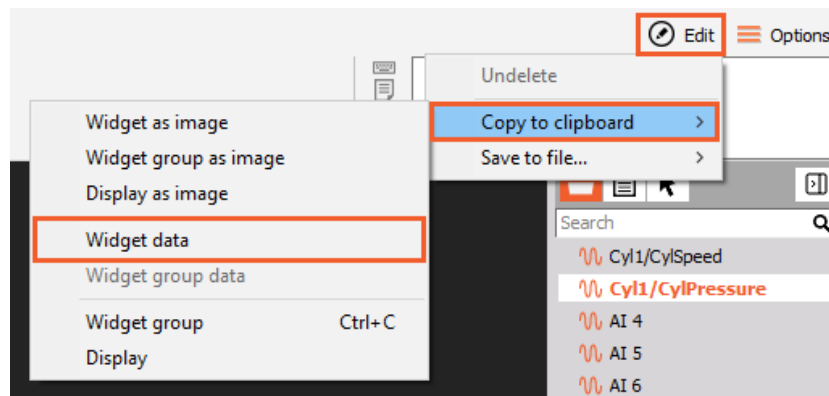 Edit
Options
Undelete
Copy to clipboard
Save to file...
Widget as image
Widget group as image
Display as image
Widget data
Widget group data
Widget group Ctrl+C
Display
Search
Cyl1/CylSpeed
Cyl1/CylPressure
AI 4
AI 5
AI 6